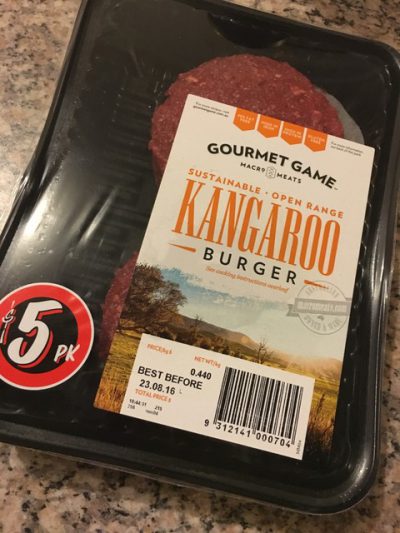 GOURMET GAME™
MACRO MEATS
SUSTAINABLE • OPEN RANGE
KANGAROO
BURGER
See cooking instructions overleaf
$5 PK
PRICE/kg $
NET WT/kg
0.440
BEST BEFORE
23.08.16 L
TOTAL PRICE $
9 312141 000704